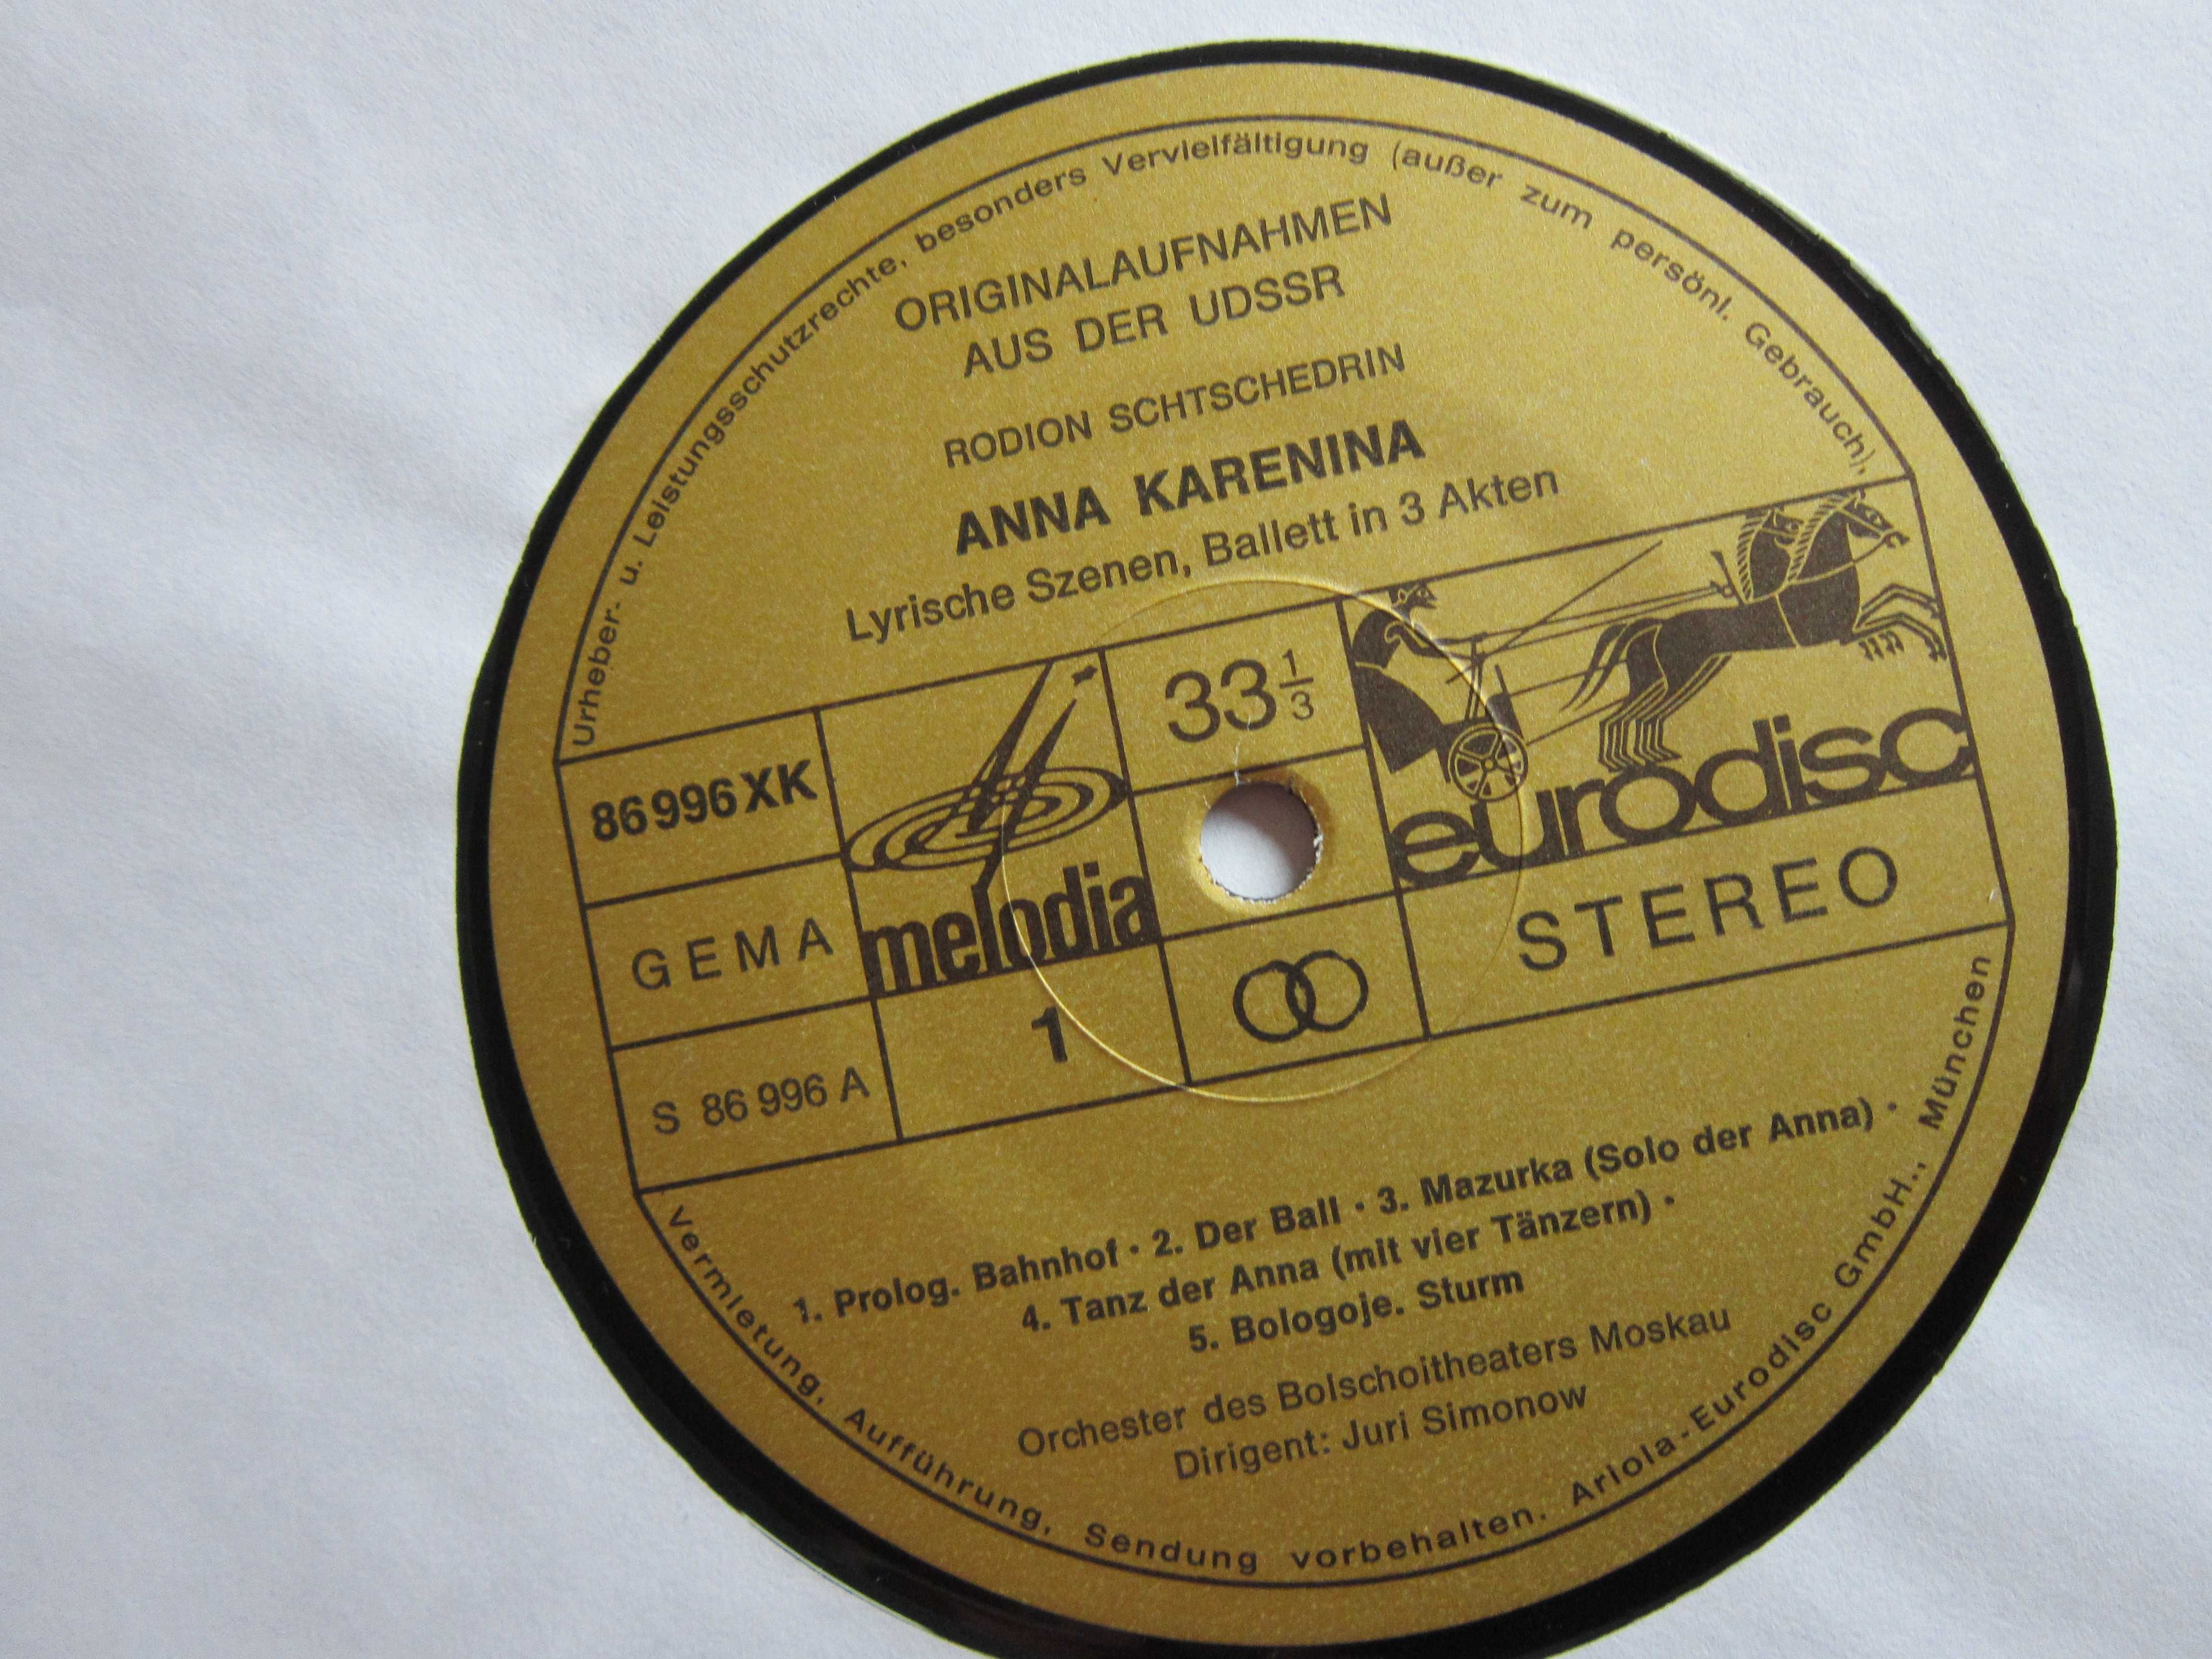 Urheber- u. Leistungsschutzrechte, besonders Vervielfältigung (außer zum persönl. Gebrauch),
ORIGINALAUFNAHMEN
AUS DER UDSSR
RODION SCHTSCHEDRIN
ANNA KARENINA
Lyrische Szenen, Ballett in 3 Akten
86 996 XK
melodia
33 1/3
eurodisc
GEMA
STEREO
S 86 996 A
1
1. Prolog. Bahnhof · 2. Der Ball · 3. Mazurka (Solo der Anna) ·
4. Tanz der Anna (mit vier Tänzern) ·
5. Bologoje. Sturm
Orchester des Bolschoitheaters Moskau
Dirigent: Juri Simonow
Vermietung, Aufführung, Sendung vorbehalten. Ariola-Eurodisc GmbH., München